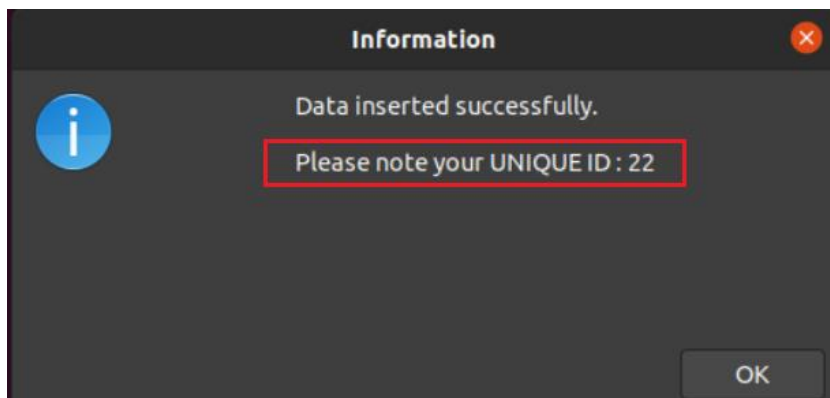 Information
Data inserted successfully.
Please note your UNIQUE ID : 22
OK